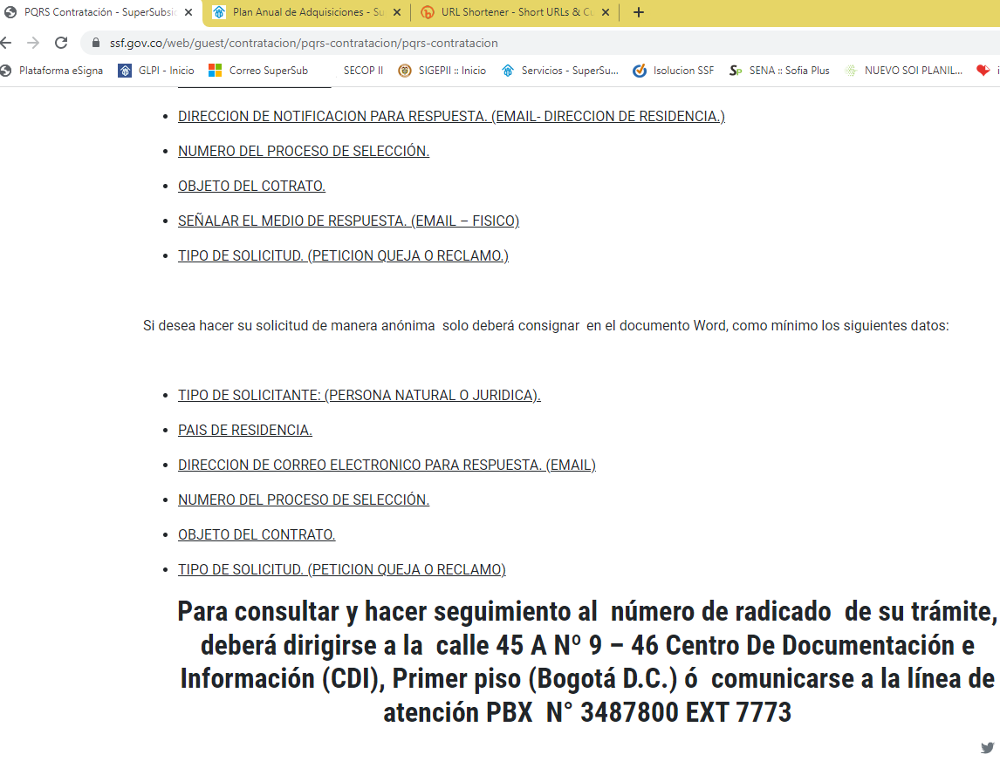 PQRS Contratación - SuperSubsi
Plan Anual de Adquisiciones - Su
URL Shortener - Short URLs & Cu
ssf.gov.co/web/guest/contratacion/pqrs-contratacion/pqrs-contratacion
Plataforma eSigna
GLPI - Inicio
Correo SuperSub
SECOP II
SIGEPII :: Inicio
Servicios - SuperSu...
Isolucion SSF
SENA :: Sofia Plus
NUEVO SOI PLANIL...
DIRECCION DE NOTIFICACION PARA RESPUESTA. (EMAIL- DIRECCION DE RESIDENCIA.)
NUMERO DEL PROCESO DE SELECCIÓN.
OBJETO DEL COTRATO.
SEÑALAR EL MEDIO DE RESPUESTA. (EMAIL – FISICO)
TIPO DE SOLICITUD. (PETICION QUEJA O RECLAMO.)
Si desea hacer su solicitud de manera anónima solo deberá consignar en el documento Word, como mínimo los siguientes datos:
TIPO DE SOLICITANTE: (PERSONA NATURAL O JURIDICA).
PAIS DE RESIDENCIA.
DIRECCION DE CORREO ELECTRONICO PARA RESPUESTA. (EMAIL)
NUMERO DEL PROCESO DE SELECCIÓN.
OBJETO DEL CONTRATO.
TIPO DE SOLICITUD. (PETICION QUEJA O RECLAMO)
Para consultar y hacer seguimiento al número de radicado de su trámite,
deberá dirigirse a la calle 45 A Nº 9 – 46 Centro De Documentación e
Información (CDI), Primer piso (Bogotá D.C.) ó comunicarse a la línea de
atención PBX N° 3487800 EXT 7773